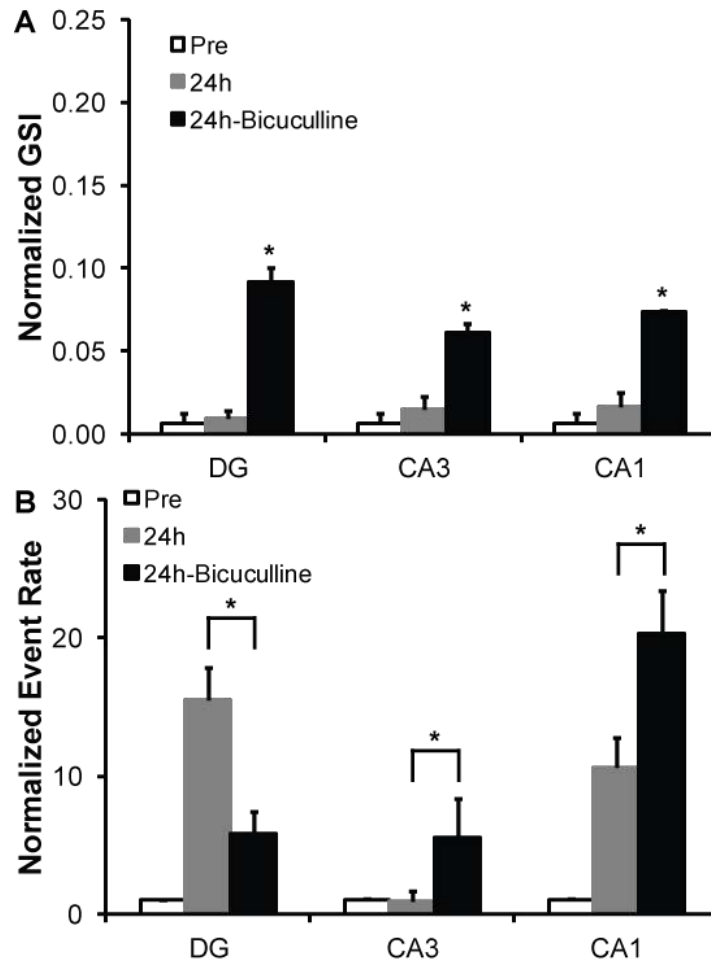 A
Normalized GSI
0.25
0.20
0.15
0.10
0.05
0.00
Pre
24h
24h-Bicuculline
*
*
*
DG CA3 CA1
B
Normalized Event Rate
30
20
10
0
Pre
24h
24h-Bicuculline
*
*
*
DG CA3 CA1